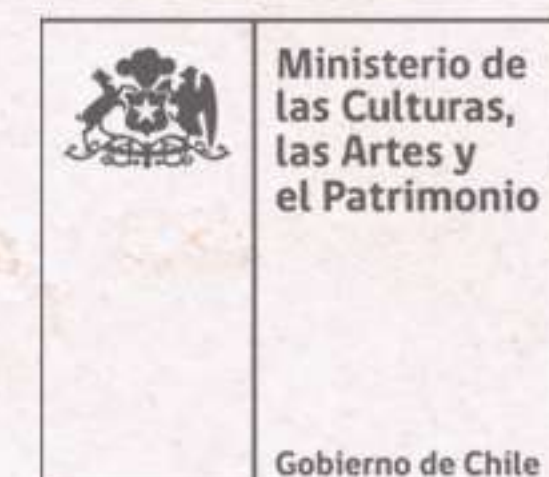 Ministerio de
las Culturas,
las Artes y
el Patrimonio
Gobierno de Chile